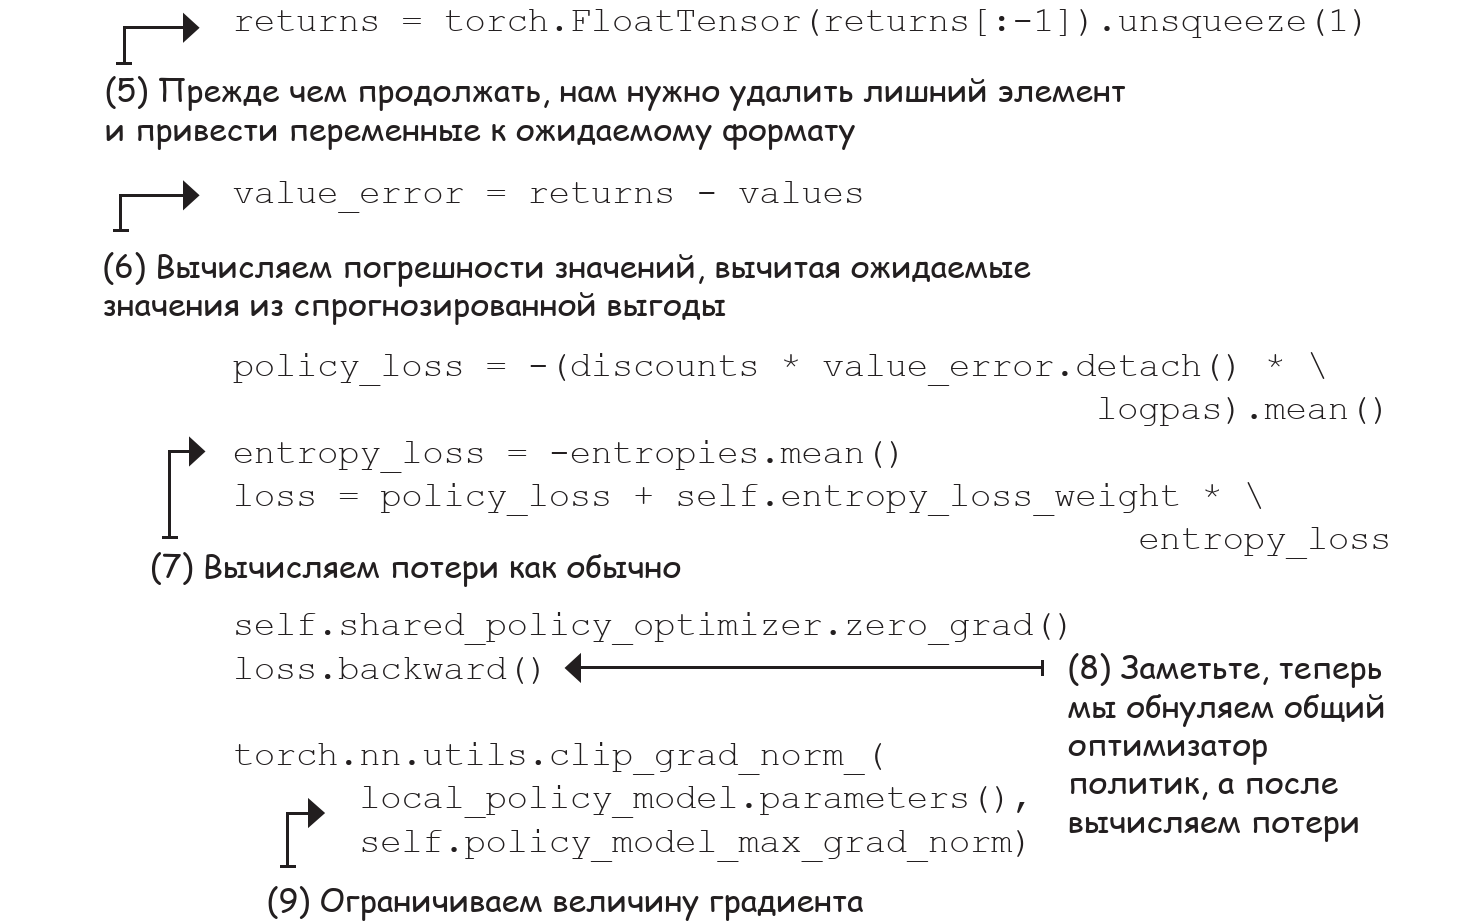 returns = torch.FloatTensor(returns[:-1]).unsqueeze(1)
(5) Прежде чем продолжать, нам нужно удалить лишний элемент
и привести переменные к ожидаемому формату
value_error = returns - values
(6) Вычисляем погрешности значений, вычитая ожидаемые
значения из спрогнозированной выгоды
policy_loss = -(discounts * value_error.detach() * \
logpas).mean()
entropy_loss = -entropies.mean()
loss = policy_loss + self.entropy_loss_weight * \
entropy_loss
(7) Вычисляем потери как обычно
self.shared_policy_optimizer.zero_grad()
loss.backward()
(8) Заметьте, теперь
мы обнуляем общий
оптимизатор
политик, а после
вычисляем потери
torch.nn.utils.clip_grad_norm_(
local_policy_model.parameters(),
self.policy_model_max_grad_norm)
(9) Ограничиваем величину градиента